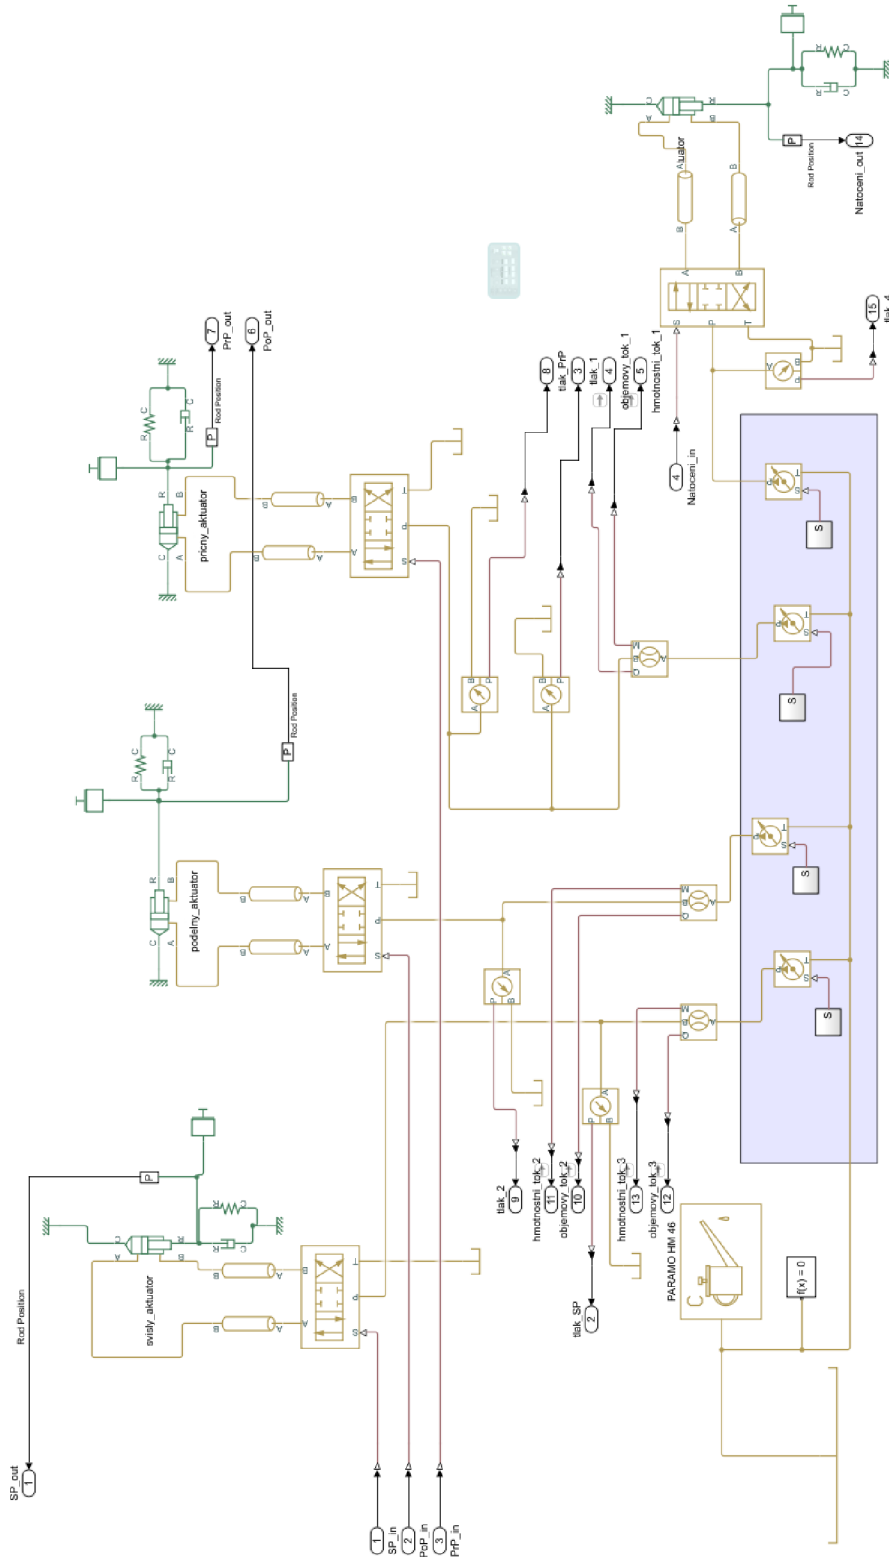 SP_out
1
Rod Position
P
svisly_aktuator
podelny_aktuator
pricny_aktuator
Rod Position
P
PrP_out
7
PoP_out
6
Rod Position
P
tuator
Rod Position
P
Natoceni_out
14
SP_in
1
PoP_in
2
PrP_in
3
Natoceni_in
4
tlak_PrP
8
tlak_1
3
objemovy_tok_1
4
hmotnostni_tok_1
5
tlak_4
15
tlak_2
9
hmotnostni_tok_2
11
objemovy_tok_2
10
tlak_SP
2
hmotnostni_tok_3
13
objemovy_tok_3
12
PARAMO HM 46
C
f(x) = 0
S
S
S
S